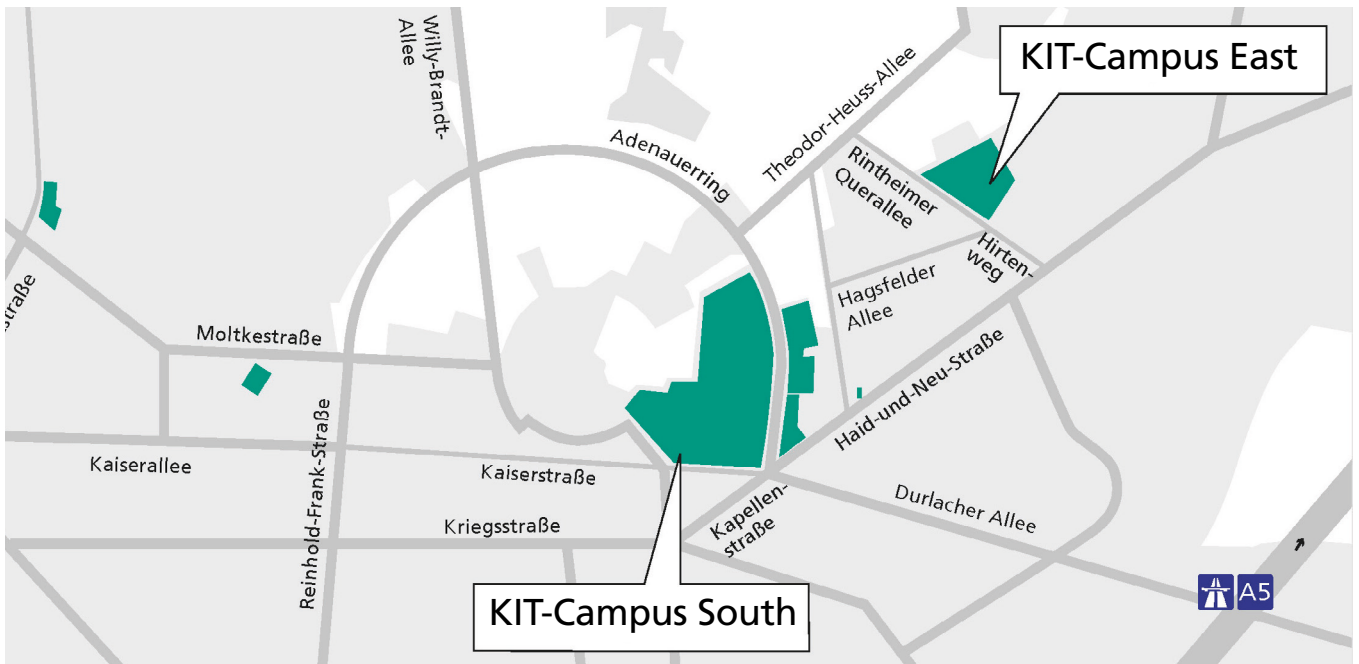 Willy-Brandt-
Allee
KIT-Campus East
Theodor-Heuss-Allee
Adenauerring
Rintheimer
Querallee
Hirten-
weg
Hagsfelder
Allee
straße
Moltkestraße
Haid-und-Neu-Straße
Reinhold-Frank-Straße
Kaiserallee
Kaiserstraße
Kapellen-
straße
Durlacher Allee
Kriegsstraße
A5
KIT-Campus South